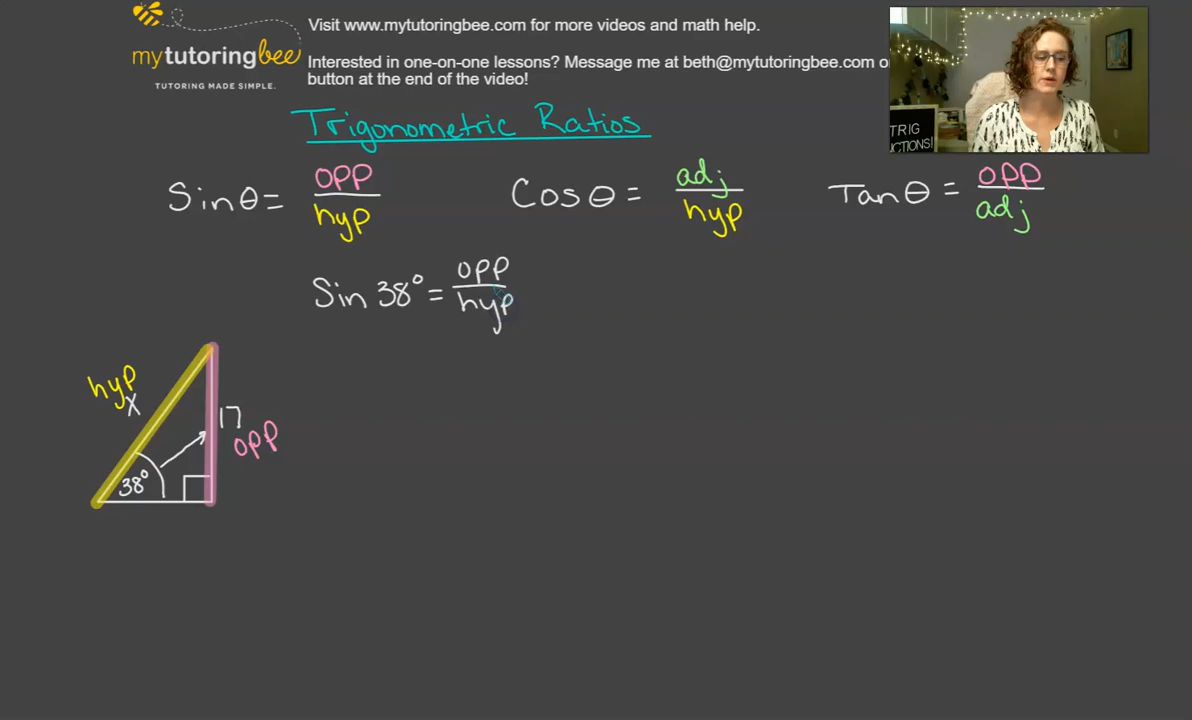 Visit www.mytutoringbee.com for more videos and math help.
mytutoringbee
TUTORING MADE SIMPLE.
Interested in one-on-one lessons? Message me at beth@mytutoringbee.com o
button at the end of the video!
TRIG
CTIONS!
Trigonometric Ratios
Sinθ = opp/hyp
Cosθ = adj/hyp
Tanθ = opp/adj
Sin 38° = opp/hyp
hyp
x
17
opp
38°